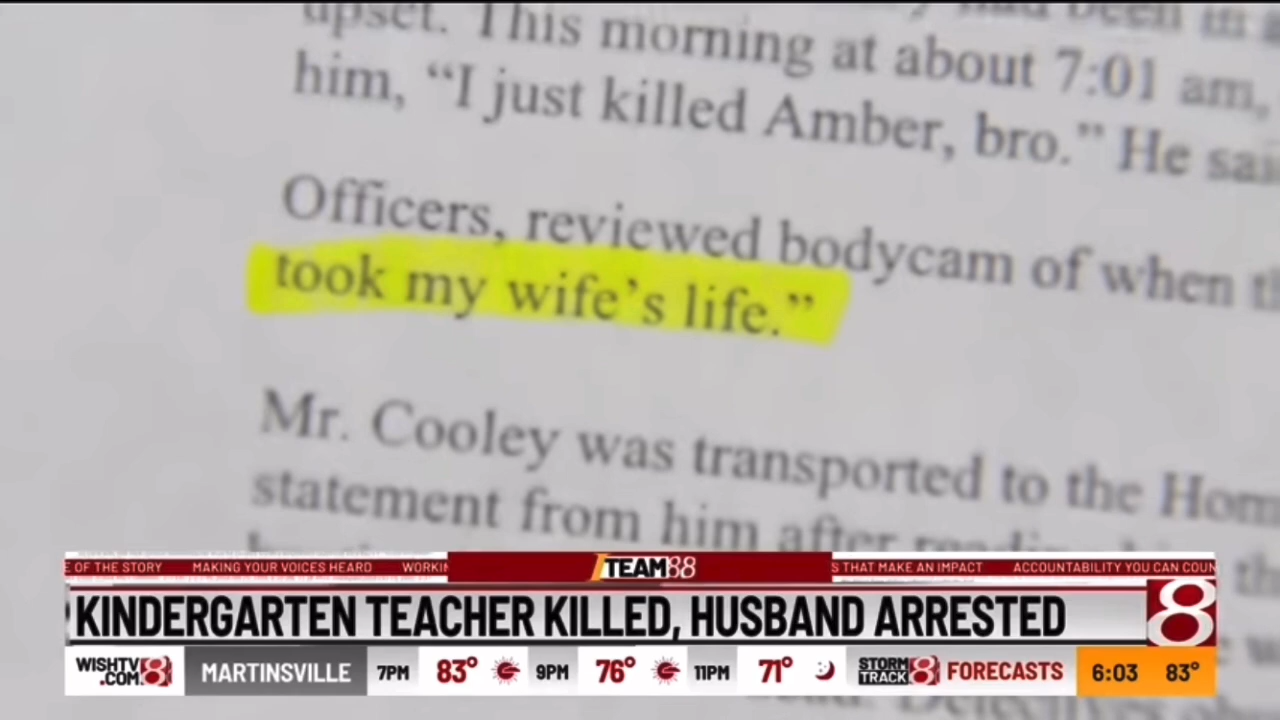 upset. This morning at about 7:01 am,
him, “I just killed Amber, bro.” He said
Officers, reviewed bodycam of when
took my wife’s life.”
Mr. Cooley was transported to the
statement from him after
E OF THE STORY MAKING YOUR VOICES HEARD WORKIN
I TEAM 8
S THAT MAKE AN IMPACT ACCOUNTABILITY YOU CAN COUN
KINDERGARTEN TEACHER KILLED, HUSBAND ARRESTED
8
WISHTV.COM 8 MARTINSVILLE 7PM 83° 9PM 76° 11PM 71° STORM TRACK 8 FORECASTS 6:03 83°